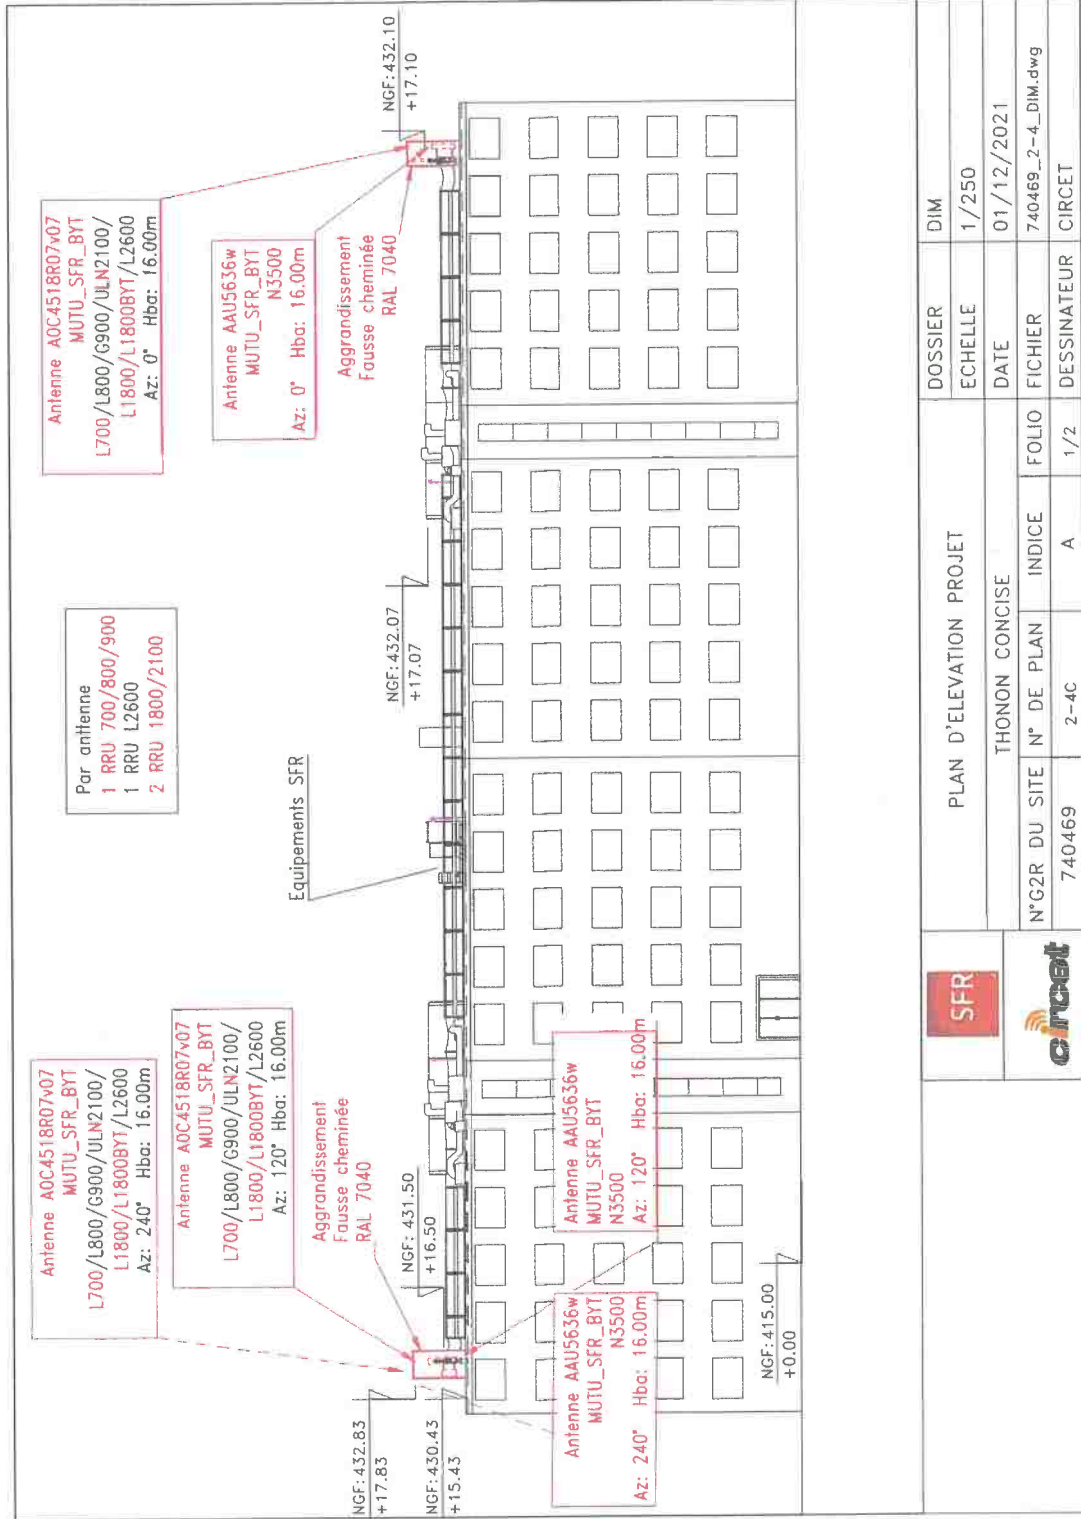 Antenne AOC4518R07v07
MUTU_SFR_BYT
L700/L800/G900/ULN2100/
L1800/L1800BYT/L2600
Az: 240° Hba: 16.00m
Antenne AOC4518R07v07
MUTU_SFR_BYT
L700/L800/G900/ULN2100/
L1800/L1800BYT/L2600
Az: 120° Hba: 16.00m
Aggrandissement
Fausse cheminée
RAL 7040
Par antienne
1 RRU 700/800/900
1 RRU L2600
2 RRU 1800/2100
Equipements SFR
Antenne AOC4518R07v07
MUTU_SFR_BYT
L700/L800/G900/ULN2100/
L1800/L1800BYT/L2600
Az: 0° Hba: 16.00m
Antenne AAU5636w
MUTU_SFR_BYT
N3500
Az: 0° Hba: 16.00m
Aggrandissement
Fausse cheminée
RAL 7040
NGF:432.83
+17.83
NGF:430.43
+15.43
NGF: 431.50
+16.50
NGF:432.07
+17.07
NGF:432.10
+17.10
Antenne AAU5636w
MUTU_SFR_BYT
N3500
Az: 240° Hba: 16.00m
Antenne AAU5636w
MUTU_SFR_BYT
N3500
Az: 120° Hba: 16.00m
NGF:415.00
+0.00
SFR
circet
PLAN D'ELEVATION PROJET
THONON CONCISE
N°G2R DU SITE N° DE PLAN INDICE FOLIO
740469 2-4C A 1/2
DOSSIER DIM
ECHELLE 1/250
DATE 01/12/2021
FICHIER 740469_2-4_DIM.dwg
DESSINATEUR CIRCET